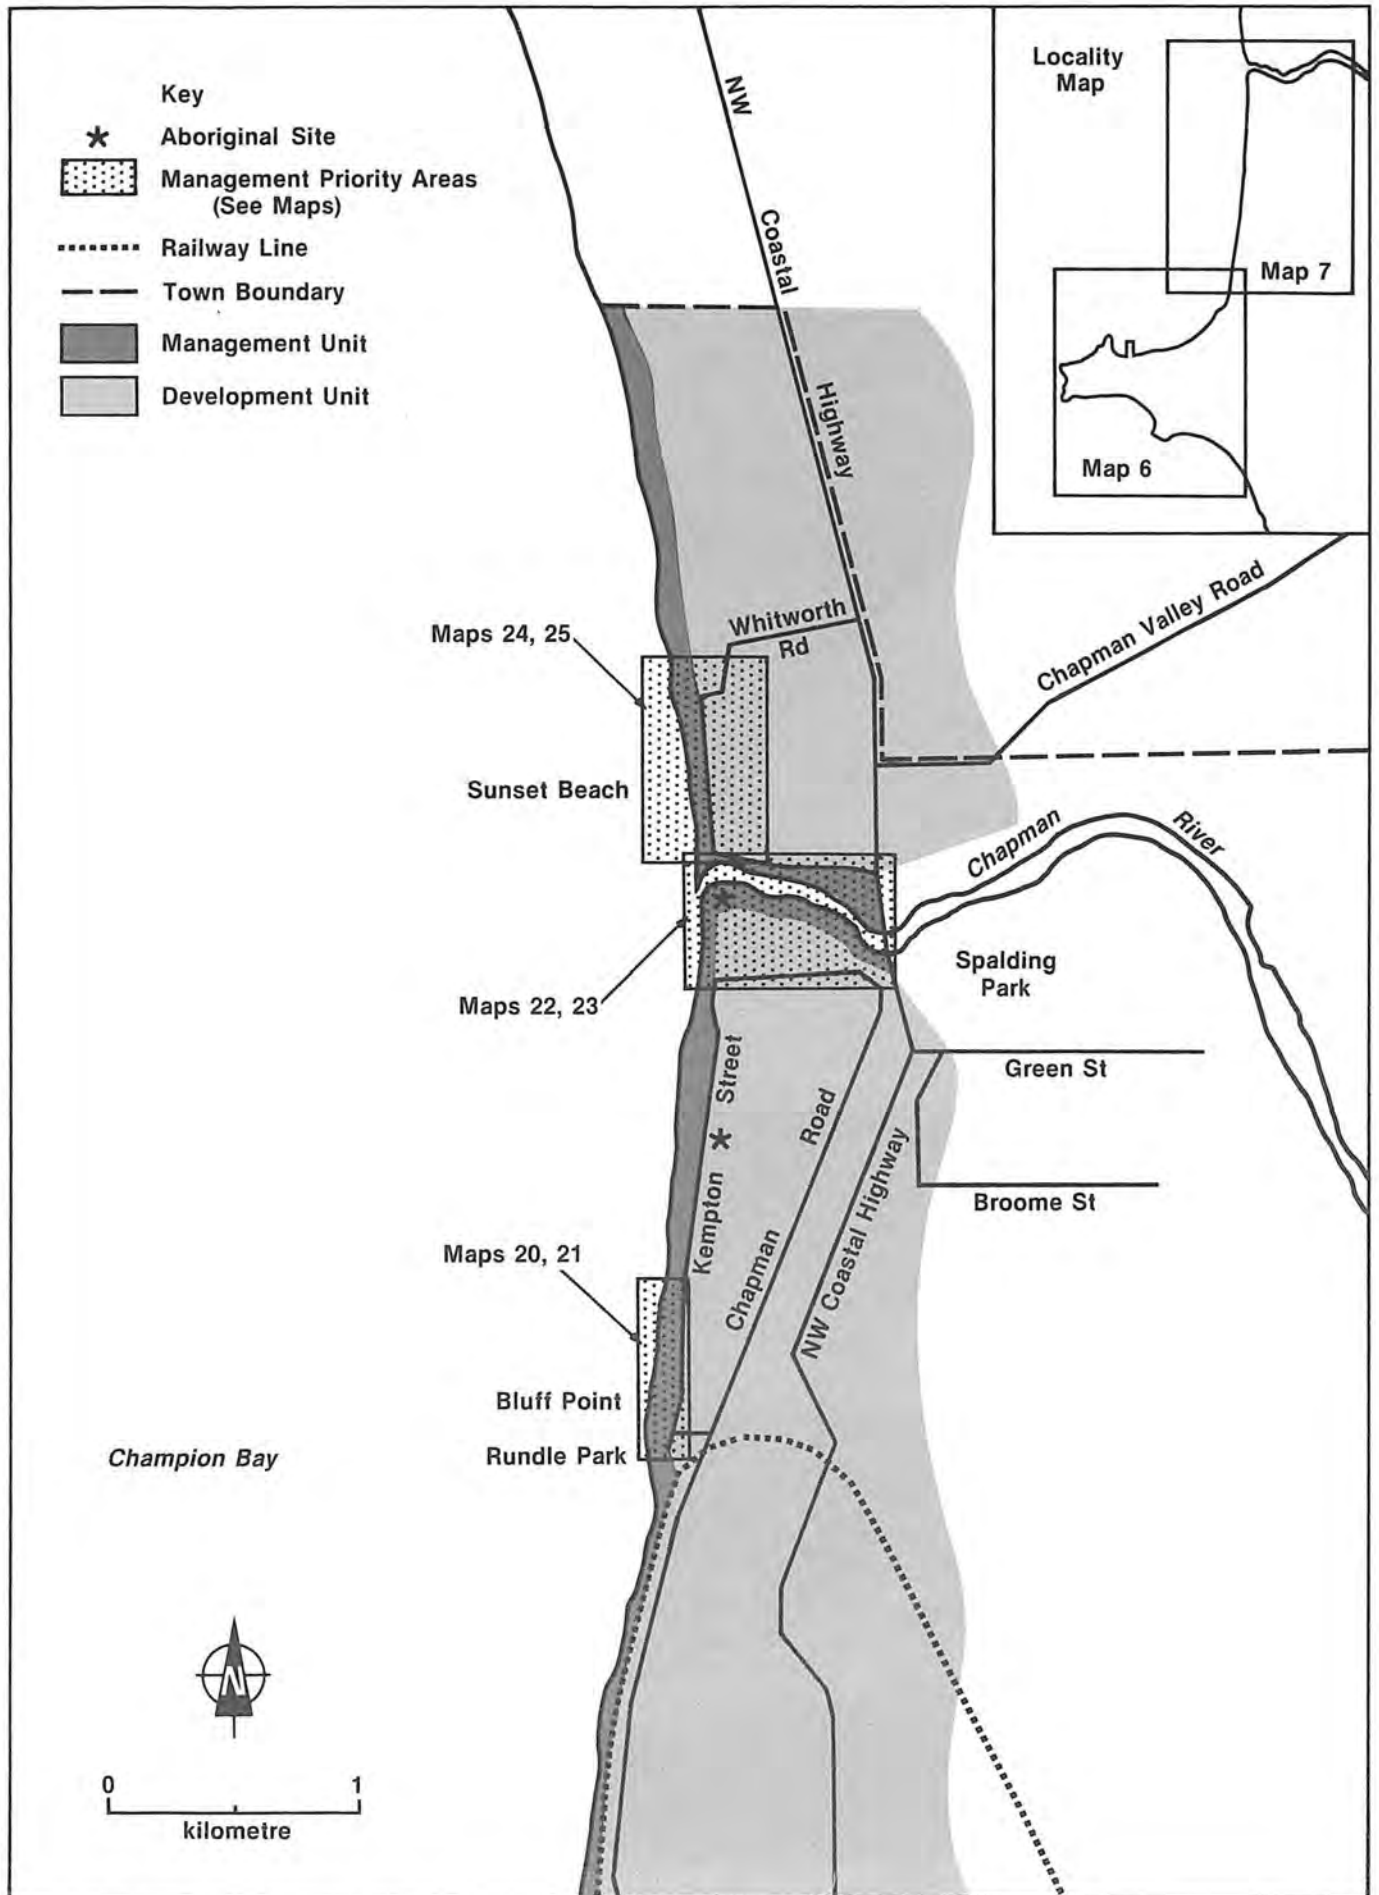 Key
Aboriginal Site
Management Priority Areas
(See Maps)
Railway Line
Town Boundary
Management Unit
Development Unit
Locality
Map
Map 7
Map 6
NW
Coastal
Highway
Whitworth
Rd
Chapman Valley Road
Maps 24, 25
Sunset Beach
Chapman
River
Spalding
Park
Maps 22, 23
Green St
Street
Road
Broome St
Kempton
Chapman
NW Coastal Highway
Maps 20, 21
Bluff Point
Rundle Park
Champion Bay
N
0 1
kilometre